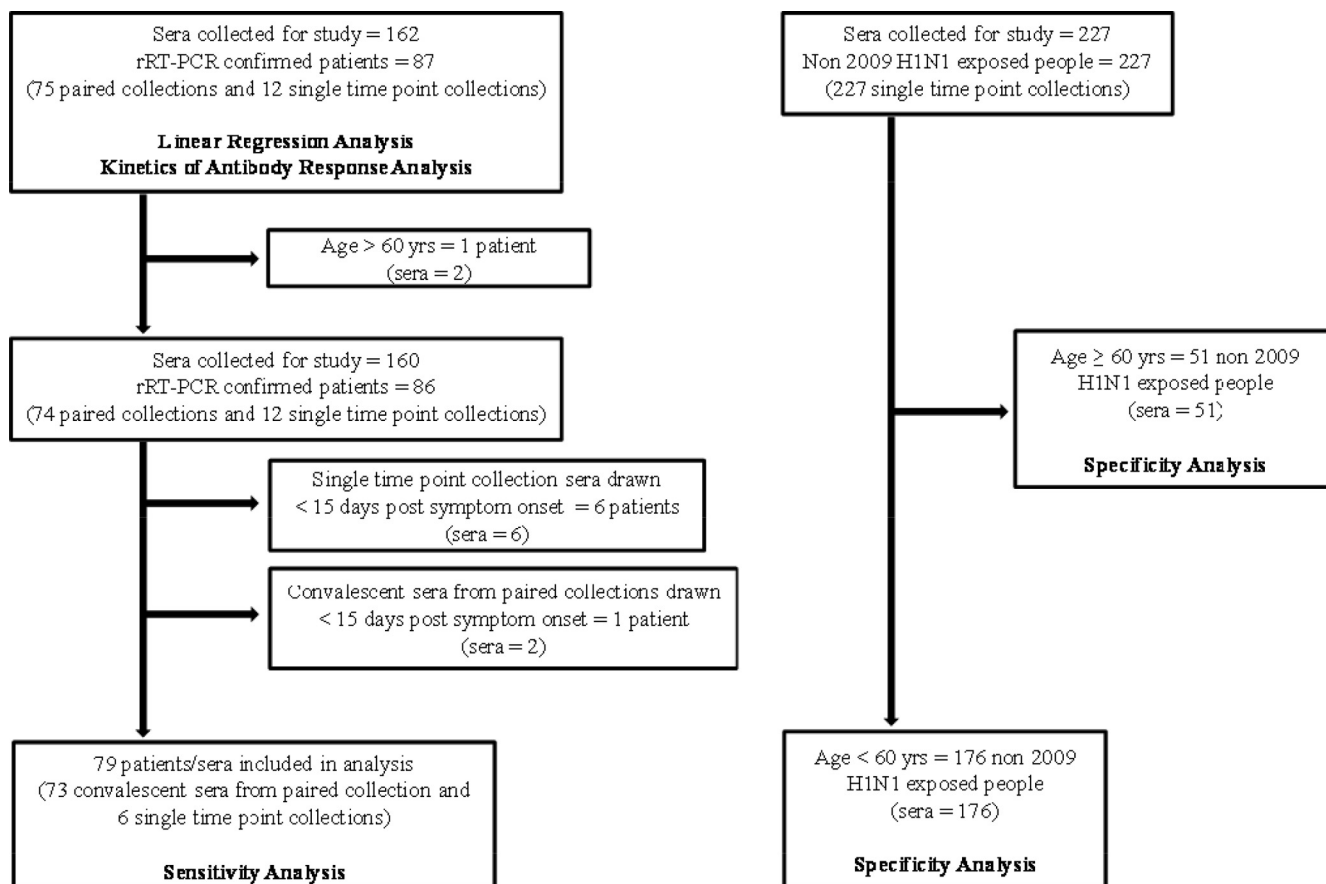 Sera collected for study = 162
rRT-PCR confirmed patients = 87
(75 paired collections and 12 single time point collections)
Linear Regression Analysis
Kinetics of Antibody Response Analysis
Age > 60 yrs = 1 patient
(sera = 2)
Sera collected for study = 160
rRT-PCR confirmed patients = 86
(74 paired collections and 12 single time point collections)
Single time point collection sera drawn
< 15 days post symptom onset = 6 patients
(sera = 6)
Convalescent sera from paired collections drawn
< 15 days post symptom onset = 1 patient
(sera = 2)
79 patients/sera included in analysis
(73 convalescent sera from paired collection and
6 single time point collections)
Sensitivity Analysis
Sera collected for study = 227
Non 2009 H1N1 exposed people = 227
(227 single time point collections)
Age ≥ 60 yrs = 51 non 2009
H1N1 exposed people
(sera = 51)
Specificity Analysis
Age < 60 yrs = 176 non 2009
H1N1 exposed people
(sera = 176)
Specificity Analysis